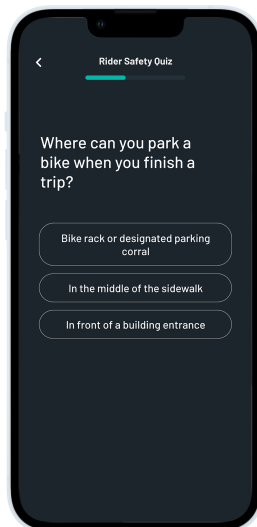 Rider Safety Quiz
Where can you park a
bike when you finish a
trip?
Bike rack or designated parking
corral
In the middle of the sidewalk
In front of a building entrance